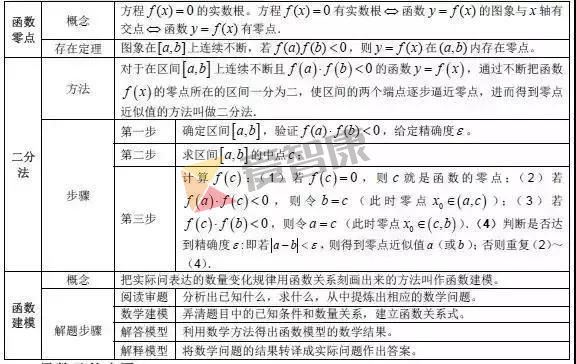 函数零点
概念
方程 f(x)=0 的实数根。方程 f(x)=0 有实数根⇔函数 y=f(x) 的图象与 x 轴有
交点⇔函数 y=f(x) 有零点.
存在定理
图象在[a,b]上连续不断，若 f(a)f(b)<0，则 y=f(x) 在 (a,b) 内存在零点。
二分法
方法
对于在区间[a,b]上连续不断且 f(a)·f(b)<0 的函数 y=f(x)，通过不断把函数
f(x) 的零点所在的区间一分为二，使区间的两个端点逐步逼近零点，进而得到零点
近似值的方法叫做二分法.
步骤
第一步
确定区间[a,b]，验证 f(a)·f(b)<0，给定精确度ε。
第二步
求区间[a,b]的中点 c；
第三步
计算 f(c)：（1）若 f(c)=0，则 c 就是函数的零点；（2）若
f(a)·f(c)<0，则令 b=c（此时零点 x₀∈(a,c)）；（3）若
f(c)·f(b)<0，则令 a=c（此时零点 x₀∈(c,b)）.（4）判断是否达
到精确度ε:即若|a−b|<ε，则得到零点近似值 a（或 b）；否则重复（2）~
（4）.
函数建模
概念
把实际问表达的数量变化规律用函数关系刻画出来的方法叫作函数建模。
解题步骤
阅读审题
分析出已知什么，求什么，从中提炼出相应的数学问题。
数学建模
弄清题目中的已知条件和数量关系，建立函数关系式。
解答模型
利用数学方法得出函数模型的数学结果。
解释模型
将数学问题的结果转译成实际问题作出答案。
爱智康